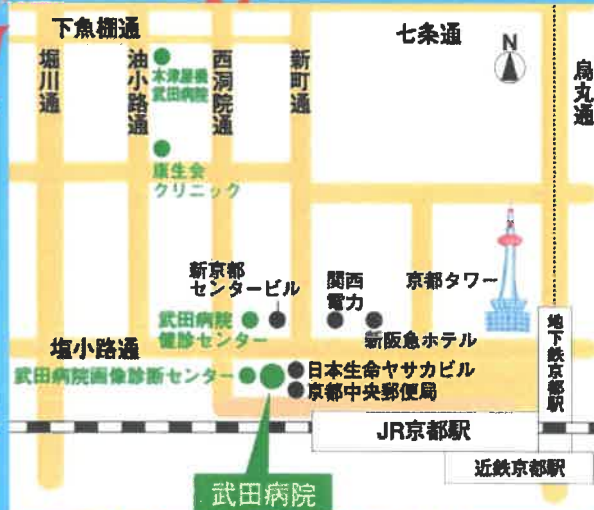 下魚棚通
七条通
N
堀川通
油小路通
西洞院通
新町通
烏丸通
木津屋橋
武田病院
康生会
クリニック
新京都
センタービル
関西
電力
京都タワー
武田病院
健診センター
新阪急ホテル
塩小路通
武田病院画像診断センター
日本生命ヤサカビル
京都中央郵便局
地下鉄京都駅
JR京都駅
近鉄京都駅
武田病院